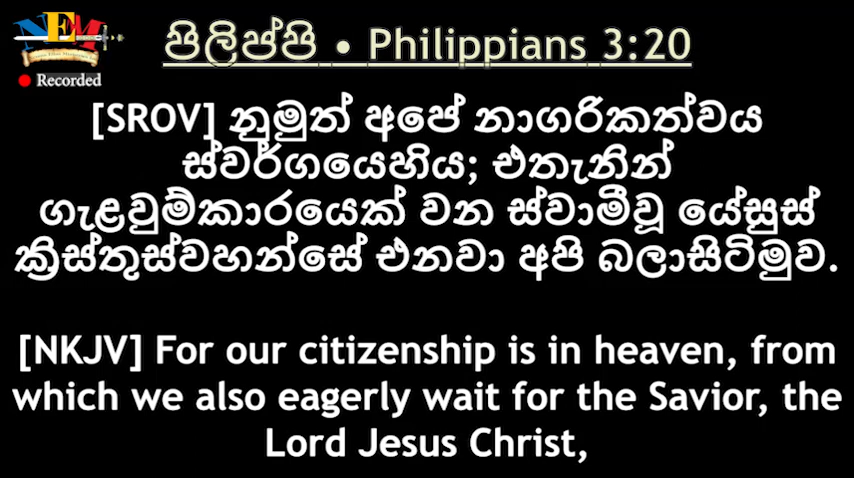 NEM
Recorded
පිලිප්පි • Philippians 3:20
[SROV] නුමුත් අපේ නාගරිකත්වය
ස්වර්ගයෙහිය; එතැනින්
ගැළවුම්කාරයෙක් වන ස්වාමීවූ යේසුස්
ක්‍රිස්තුස්වහන්සේ එනවා අපි බලාසිටිමුව.
[NKJV] For our citizenship is in heaven, from
which we also eagerly wait for the Savior, the
Lord Jesus Christ,